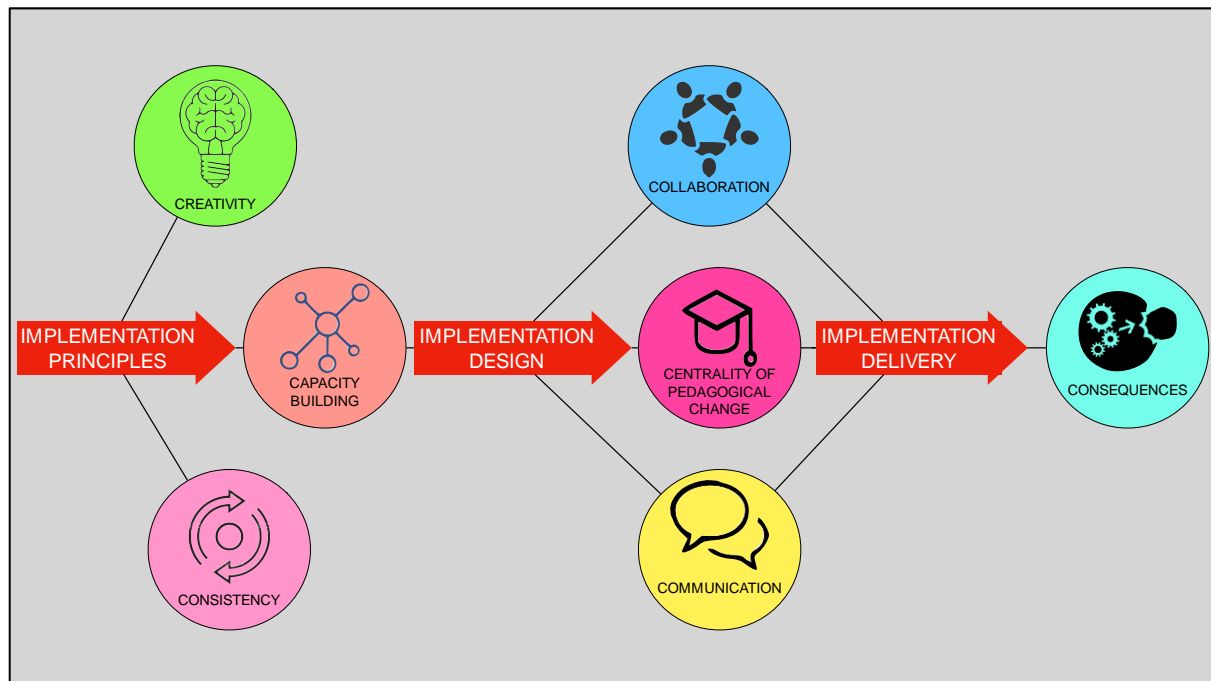 CREATIVITY
COLLABORATION
IMPLEMENTATION
PRINCIPLES
CAPACITY
BUILDING
IMPLEMENTATION
DESIGN
CENTRALITY OF
PEDAGOGICAL
CHANGE
IMPLEMENTATION
DELIVERY
CONSEQUENCES
CONSISTENCY
COMMUNICATION